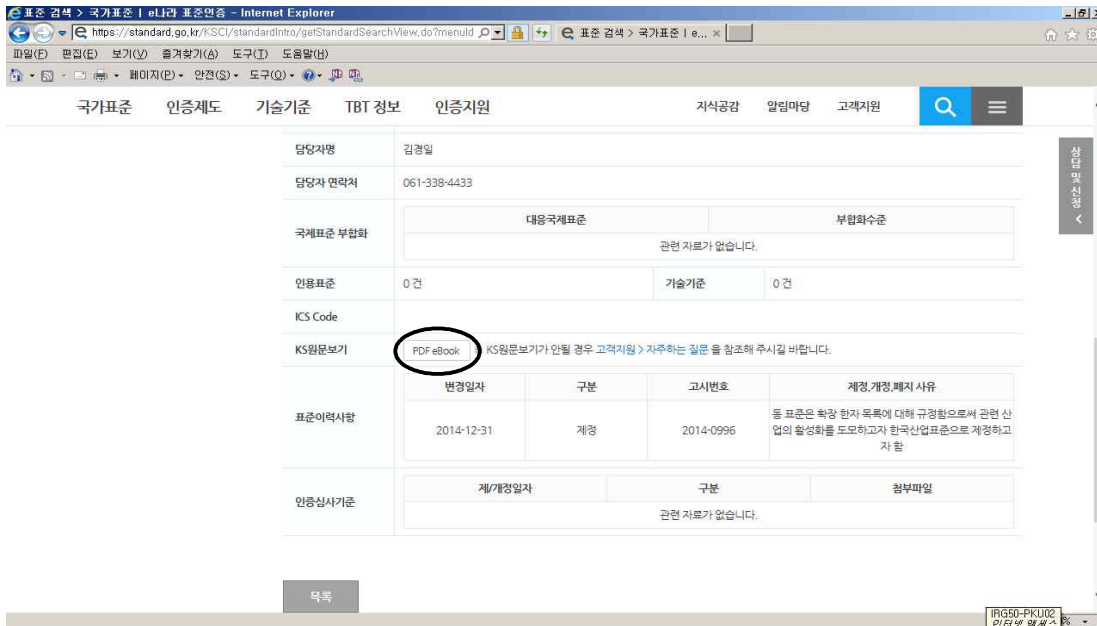 표준 검색 > 국가표준 | e나라 표준인증 - Internet Explorer
https://standard.go.kr/KSCI/standardIntro/getStandardSearchView.do?menuId
표준 검색 > 국가표준 | e... ×
파일(F) 편집(E) 보기(V) 즐겨찾기(A) 도구(T) 도움말(H)
페이지(P) 안전(S) 도구(O)
국가표준 인증제도 기술기준 TBT 정보 인증지원 지식공감 알림마당 고객지원
상담 및 신청
담당자명 김경일
담당자 연락처 061-338-4433
국제표준 부합화 대응국제표준 부합화수준
관련 자료가 없습니다.
인용표준 0 건 기술기준 0 건
ICS Code
KS원문보기 PDF eBook KS원문보기가 안될 경우 고객지원 > 자주하는 질문 을 참조해 주시길 바랍니다.
표준이력사항 변경일자 구분 고시번호 제정,개정,폐지 사유
2014-12-31 제정 2014-0996 동 표준은 확장 한자 목록에 대해 규정함으로써 관련 산
업의 활성화를 도모하고자 한국산업표준으로 제정하고
자 함
인증심사기준 제/개정일자 구분 첨부파일
관련 자료가 없습니다.
목록
IRG50-PKU02
인터넷 액세스
%